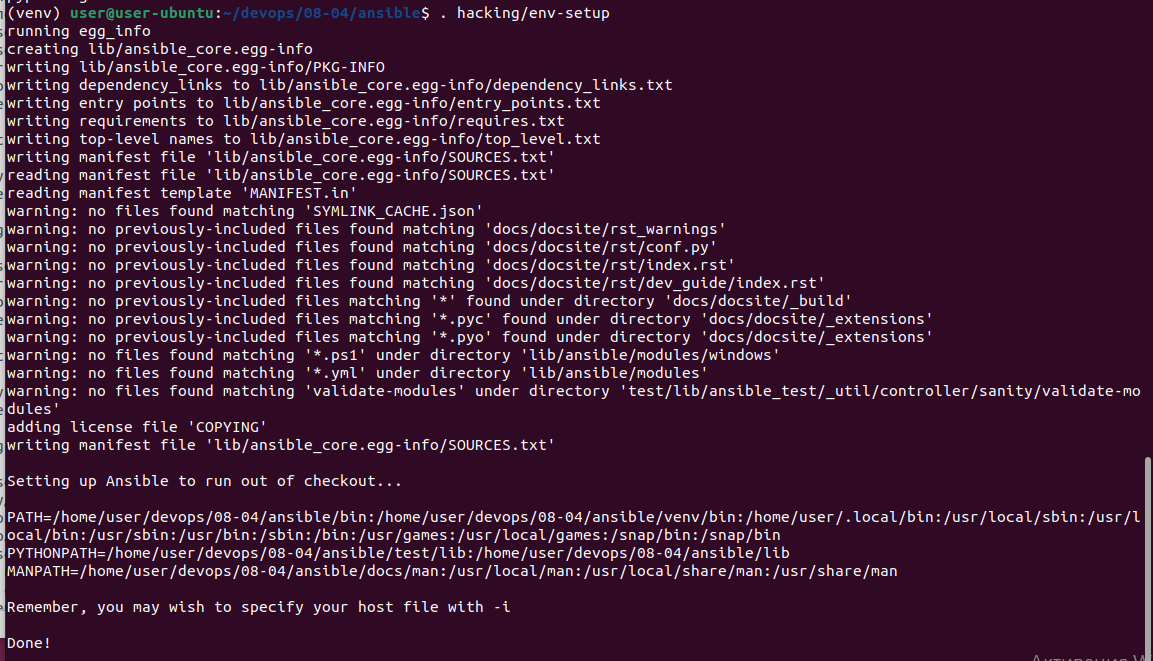 (venv) user@user-ubuntu:~/devops/08-04/ansible$ . hacking/env-setup
running egg_info
creating lib/ansible_core.egg-info
writing lib/ansible_core.egg-info/PKG-INFO
writing dependency_links to lib/ansible_core.egg-info/dependency_links.txt
writing entry points to lib/ansible_core.egg-info/entry_points.txt
writing requirements to lib/ansible_core.egg-info/requires.txt
writing top-level names to lib/ansible_core.egg-info/top_level.txt
writing manifest file 'lib/ansible_core.egg-info/SOURCES.txt'
reading manifest file 'lib/ansible_core.egg-info/SOURCES.txt'
reading manifest template 'MANIFEST.in'
warning: no files found matching 'SYMLINK_CACHE.json'
warning: no previously-included files found matching 'docs/docsite/rst_warnings'
warning: no previously-included files found matching 'docs/docsite/rst/conf.py'
warning: no previously-included files found matching 'docs/docsite/rst/index.rst'
warning: no previously-included files found matching 'docs/docsite/rst/dev_guide/index.rst'
warning: no previously-included files matching '*' found under directory 'docs/docsite/_build'
warning: no previously-included files matching '*.pyc' found under directory 'docs/docsite/_extensions'
warning: no previously-included files matching '*.pyo' found under directory 'docs/docsite/_extensions'
warning: no files found matching '*.ps1' under directory 'lib/ansible/modules/windows'
warning: no files found matching '*.yml' under directory 'lib/ansible/modules'
warning: no files found matching 'validate-modules' under directory 'test/lib/ansible_test/_util/controller/sanity/validate-mo
dules'
adding license file 'COPYING'
writing manifest file 'lib/ansible_core.egg-info/SOURCES.txt'
Setting up Ansible to run out of checkout...
PATH=/home/user/devops/08-04/ansible/bin:/home/user/devops/08-04/ansible/venv/bin:/home/user/.local/bin:/usr/local/sbin:/usr/l
ocal/bin:/usr/sbin:/usr/bin:/sbin:/bin:/usr/games:/usr/local/games:/snap/bin:/snap/bin
PYTHONPATH=/home/user/devops/08-04/ansible/test/lib:/home/user/devops/08-04/ansible/lib
MANPATH=/home/user/devops/08-04/ansible/docs/man:/usr/local/man:/usr/local/share/man:/usr/share/man
Remember, you may wish to specify your host file with -i
Done!